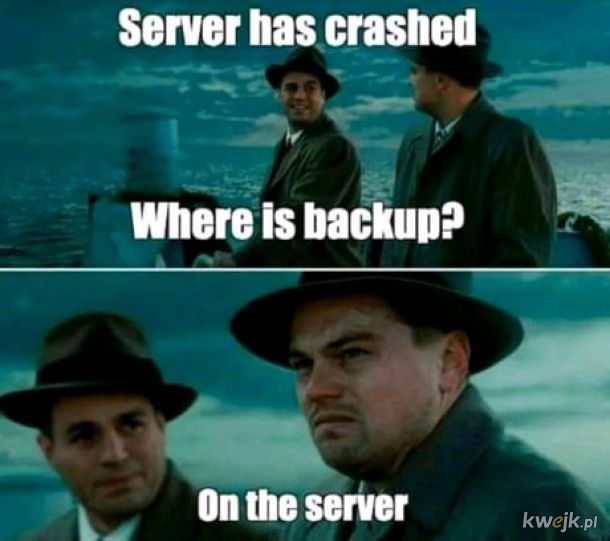 Server has crashed
Where is backup?
On the server
kwejk.pl